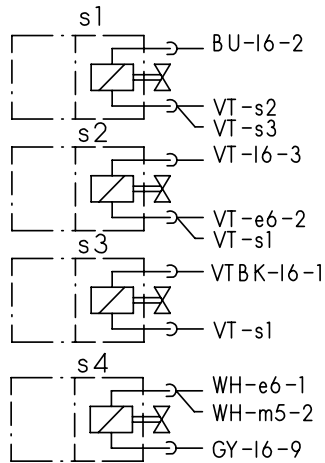 s1
BU-16-2
VT-s2
VT-s3
s2
VT-16-3
VT-e6-2
VT-s1
s3
VTBK-16-1
VT-s1
s4
WH-e6-1
WH-m5-2
GY-16-9